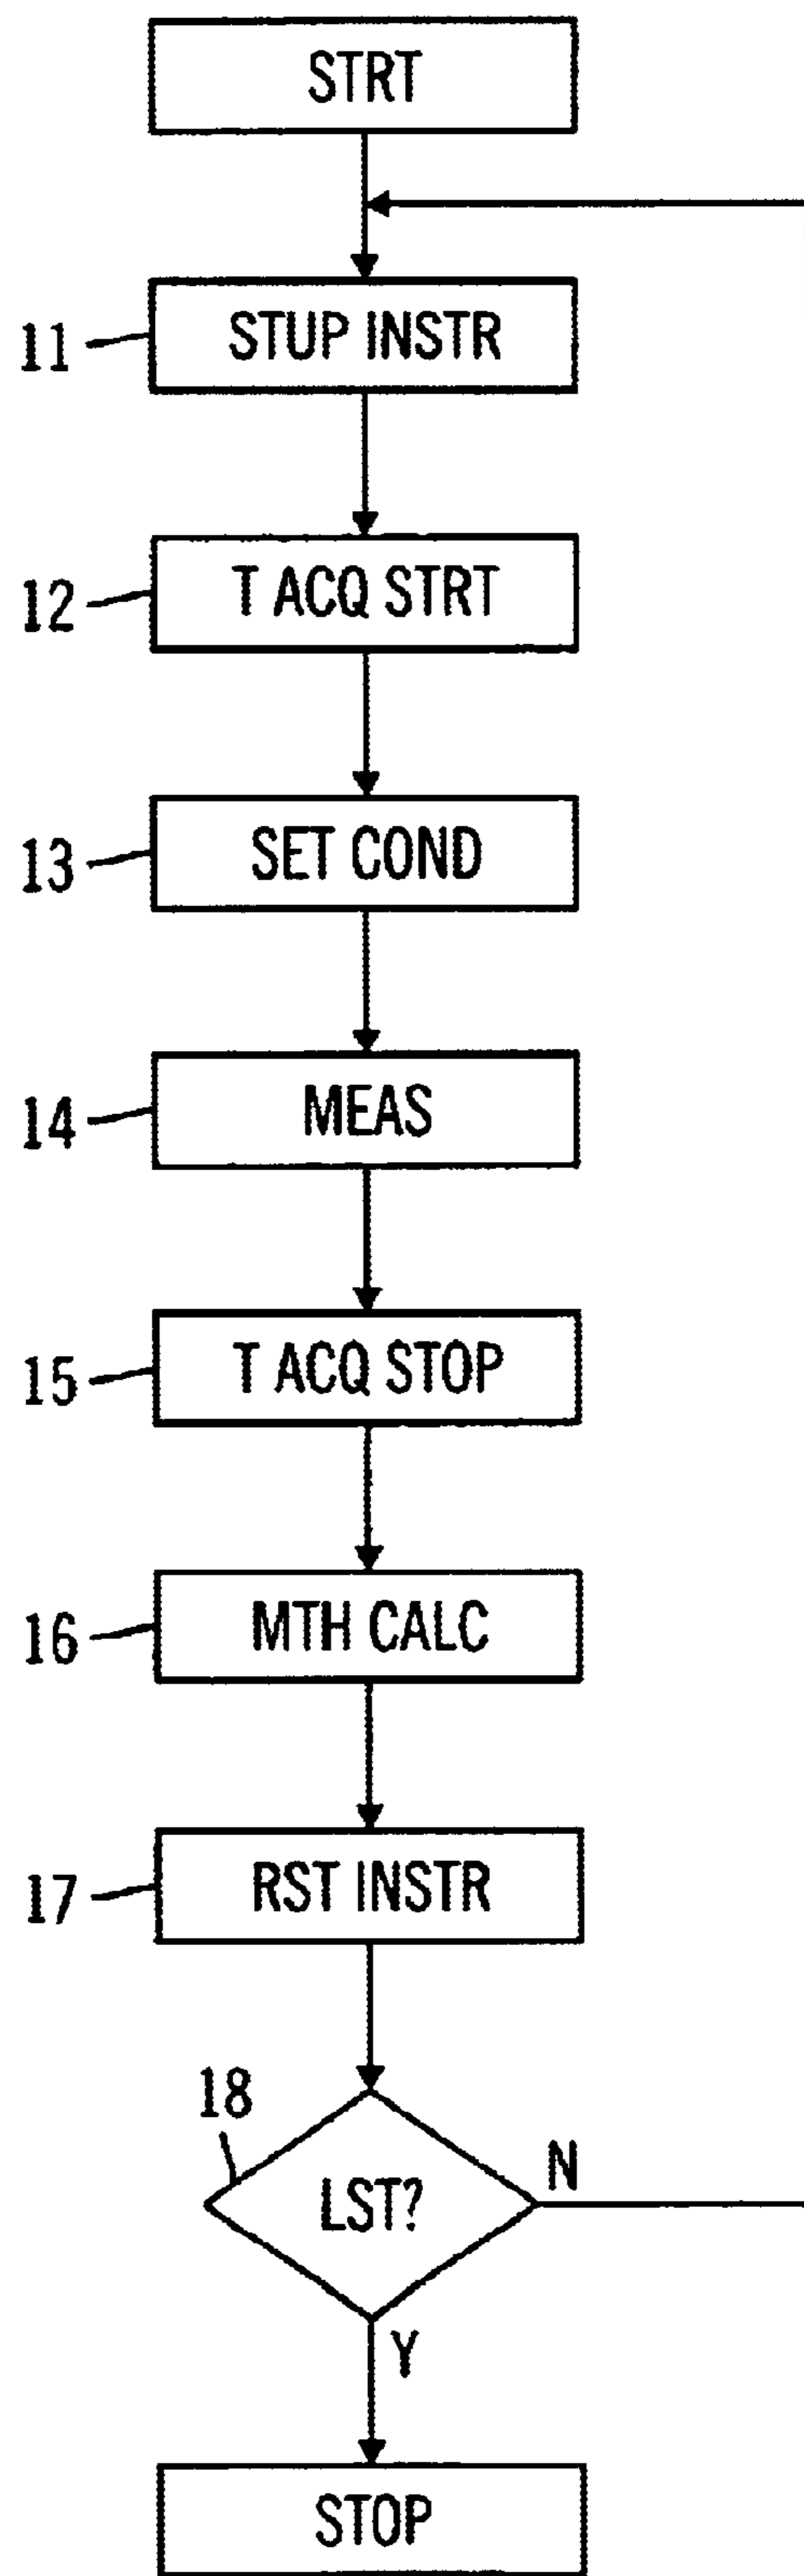 STRT
11 STUP INSTR
12 T ACQ STRT
13 SET COND
14 MEAS
15 T ACQ STOP
16 MTH CALC
17 RST INSTR
18
LST? N
Y
STOP